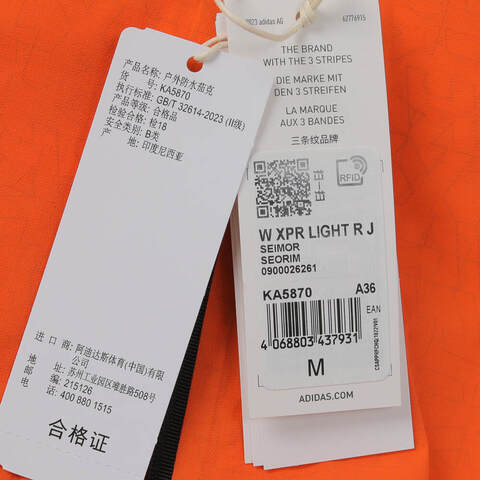 产品名称: 户外防水茄克
货 号: KA5870
执行标准: GB/T 32614-2023 (II级)
产品等级: 合格品
检验合格: 检18
安全类别: B类
产 地: 印度尼西亚
进 口 商: 阿迪达斯体育(中国)有限公司
地 址: 苏州工业园区唯胜路508号
邮 编: 215126
电 话: 400 880 1515
合格证
2023 adidas AG
62776915
THE BRAND
WITH THE 3 STRIPES
DIE MARKE MIT
DEN 3 STREIFEN
LA MARQUE
AUX 3 BANDES
三条纹品牌
RFID
W XPR LIGHT R J
SEIMOR
SEORIM
0900026261
KA5870 A36
EAN
4 068803 437931
M
ADIDAS.COM